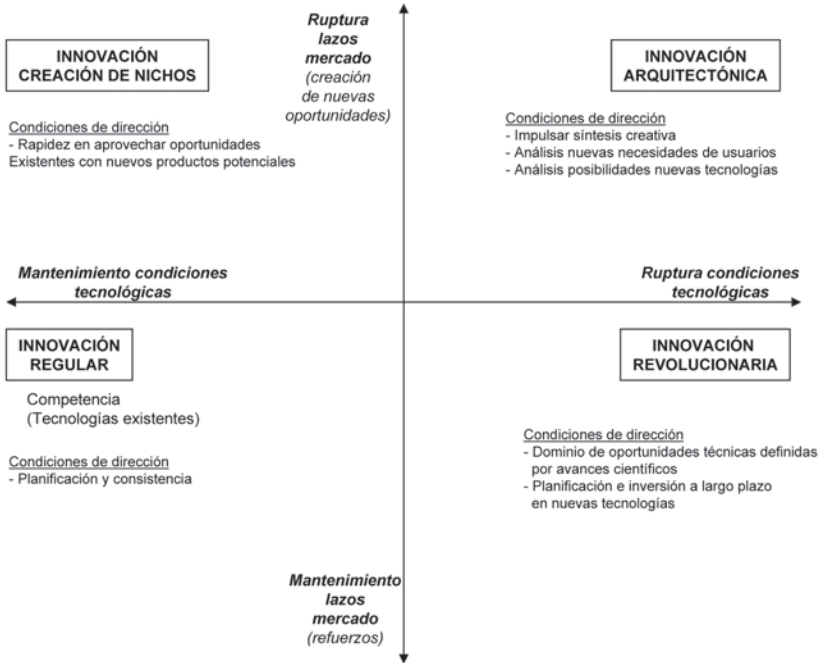 Ruptura
lazos
mercado
(creación
de nuevas
oportunidades)
INNOVACIÓN
CREACIÓN DE NICHOS
Condiciones de dirección
- Rapidez en aprovechar oportunidades
Existentes con nuevos productos potenciales
INNOVACIÓN
ARQUITECTÓNICA
Condiciones de dirección
- Impulsar síntesis creativa
- Análisis nuevas necesidades de usuarios
- Análisis posibilidades nuevas tecnologías
Mantenimiento condiciones
tecnológicas
Ruptura condiciones
tecnológicas
INNOVACIÓN
REGULAR
Competencia
(Tecnologías existentes)
Condiciones de dirección
- Planificación y consistencia
INNOVACIÓN
REVOLUCIONARIA
Condiciones de dirección
- Dominio de oportunidades técnicas definidas
por avances científicos
- Planificación e inversión a largo plazo
en nuevas tecnologías
Mantenimiento
lazos
mercado
(refuerzos)